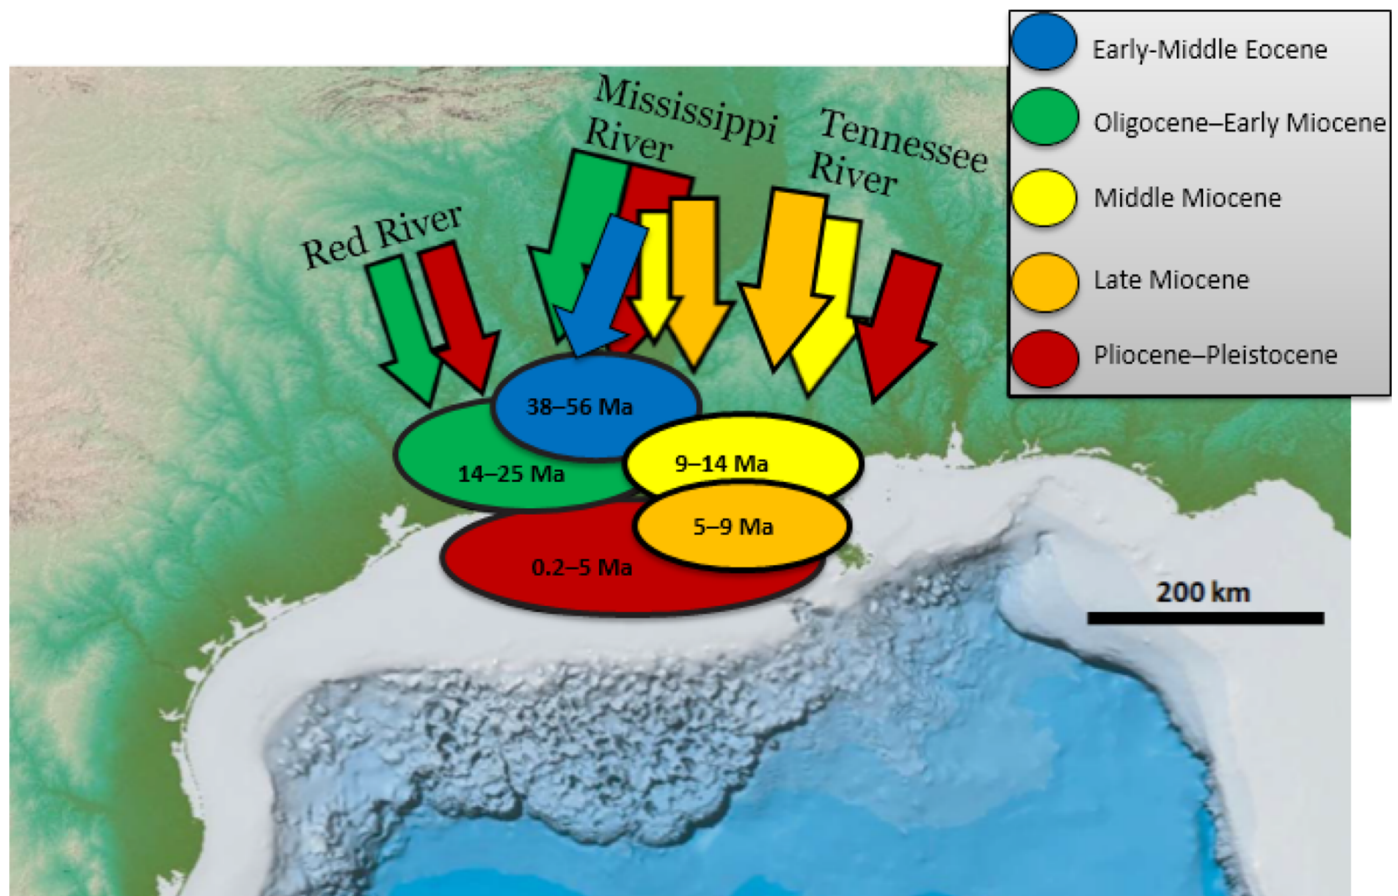 Mississippi
River
Tennessee
River
Red River
Early-Middle Eocene
Oligocene–Early Miocene
Middle Miocene
Late Miocene
Pliocene–Pleistocene
38–56 Ma
14–25 Ma
9–14 Ma
5–9 Ma
0.2–5 Ma
200 km